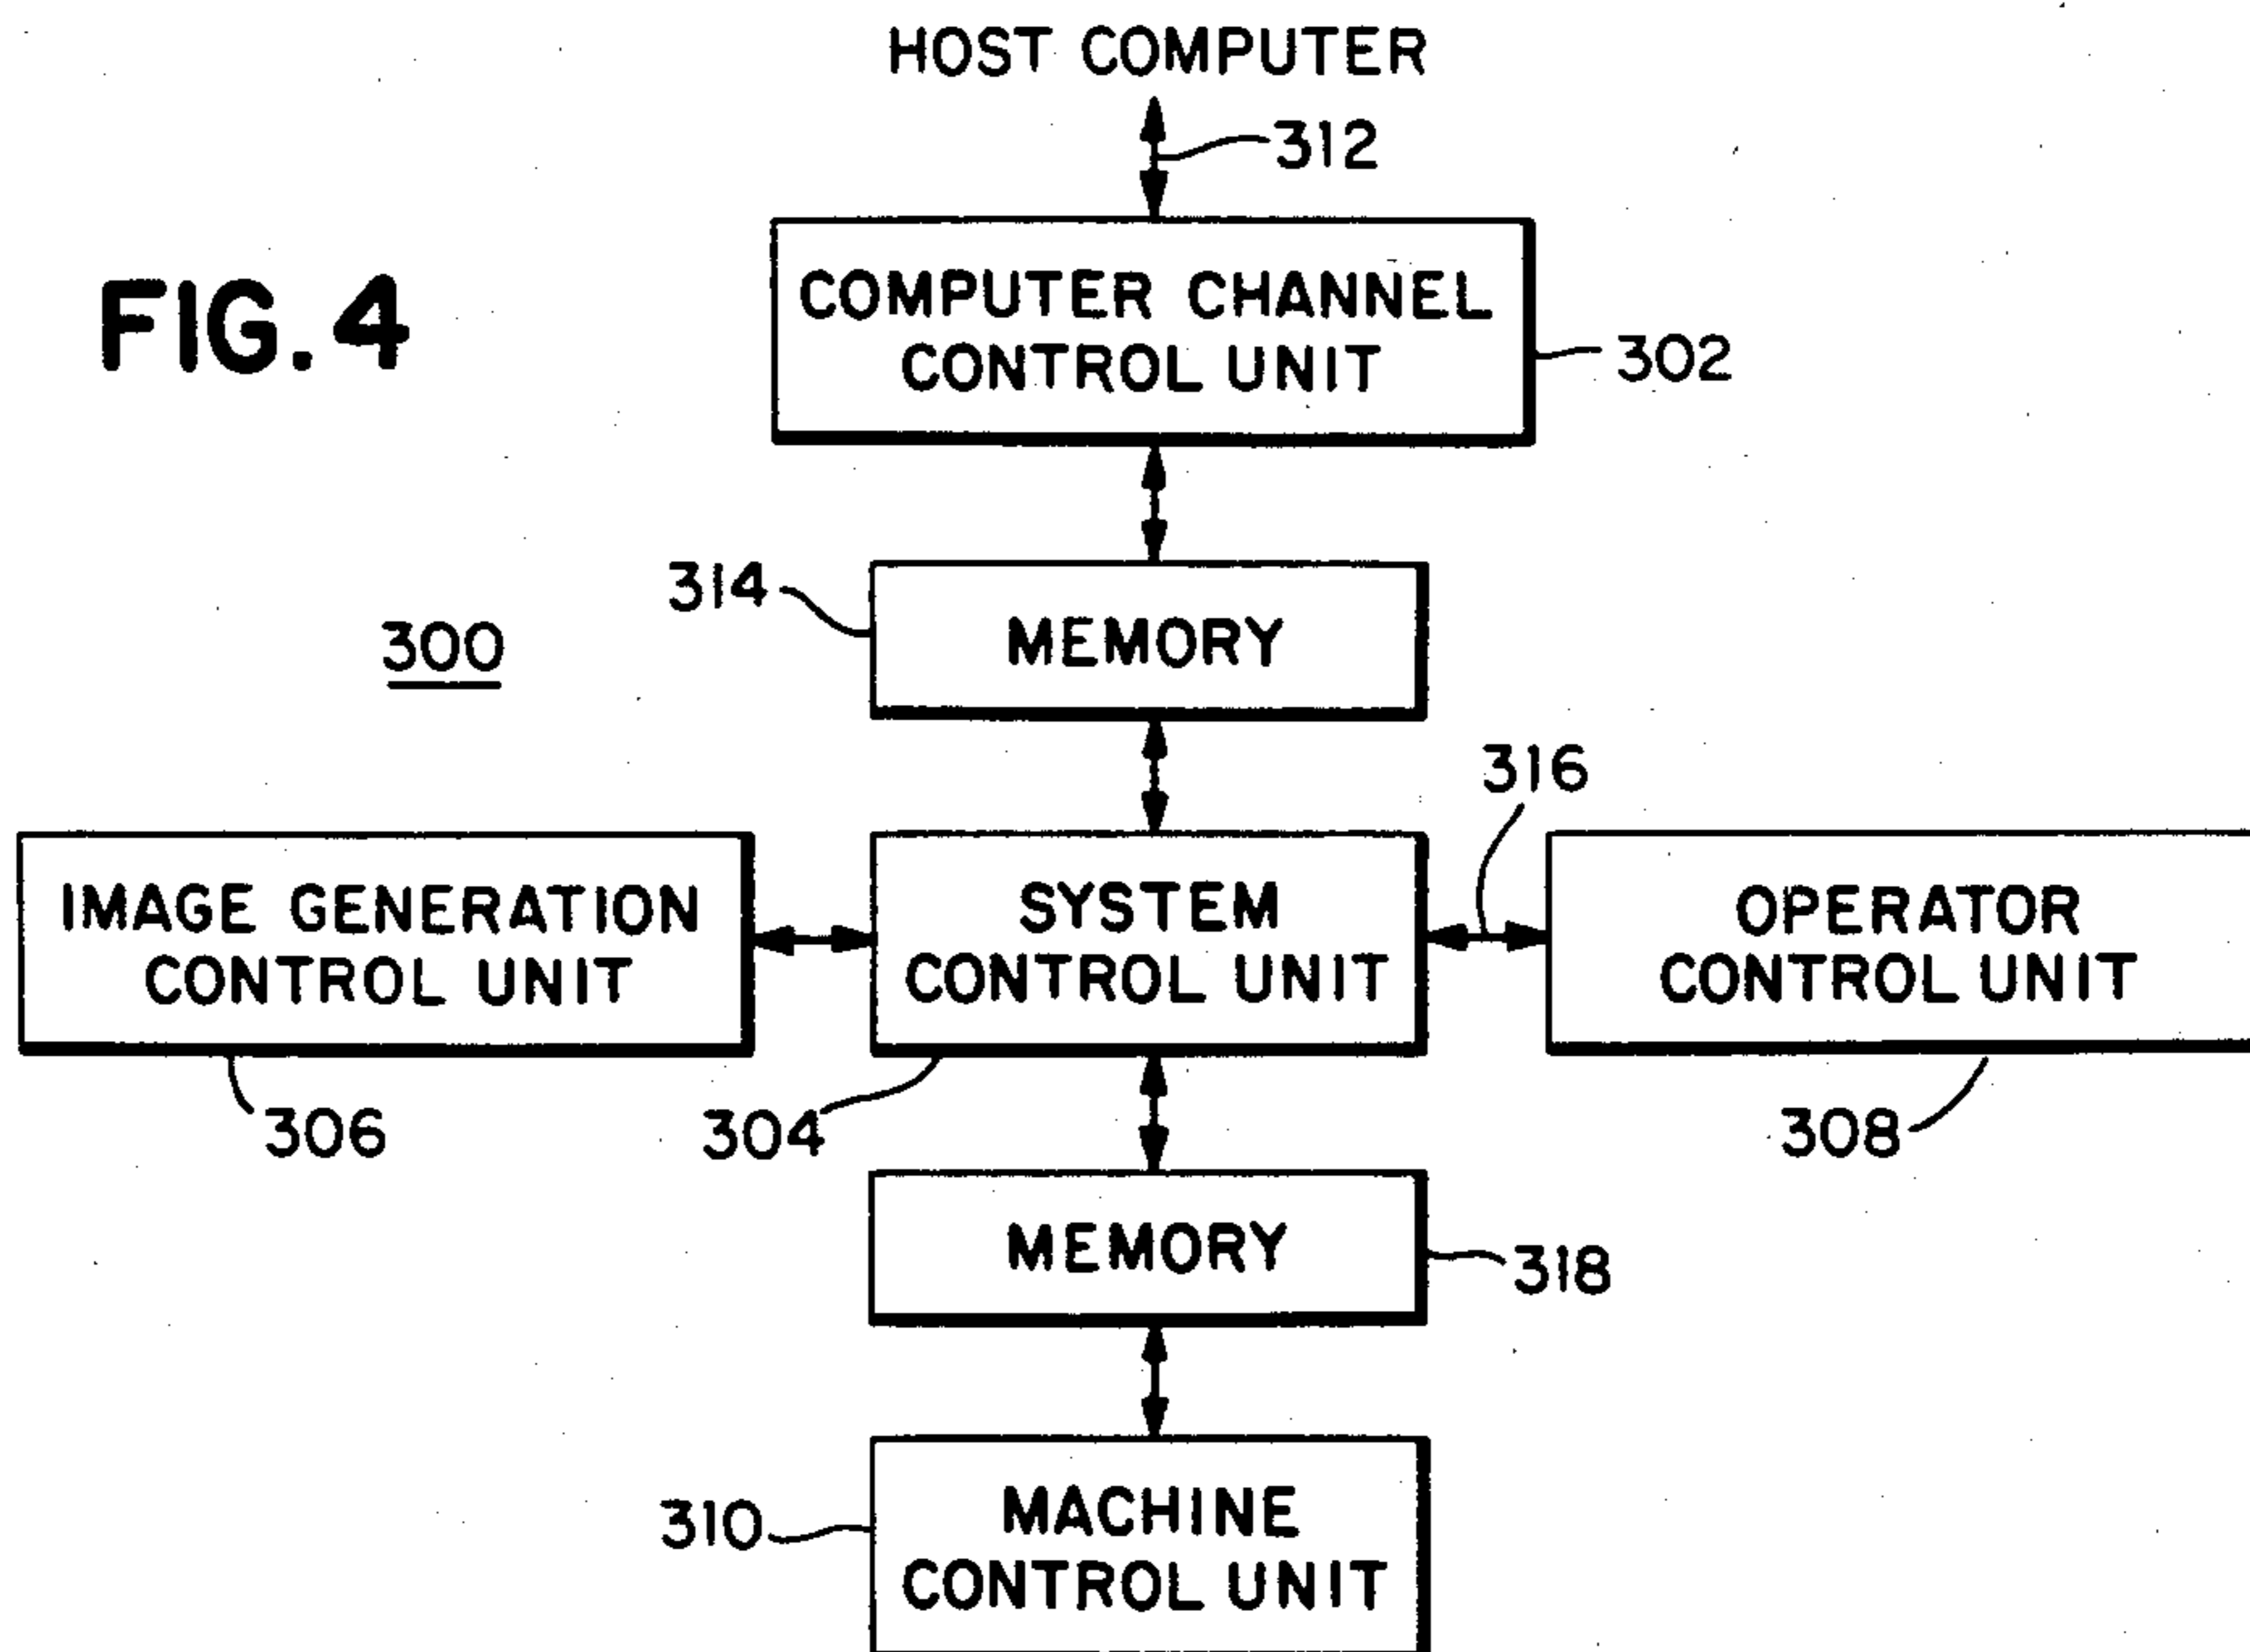 HOST COMPUTER
312
FIG. 4
COMPUTER CHANNEL
CONTROL UNIT
302
314
MEMORY
300
316
IMAGE GENERATION
CONTROL UNIT
SYSTEM
CONTROL UNIT
OPERATOR
CONTROL UNIT
306
304
308
MEMORY
318
310
MACHINE
CONTROL UNIT